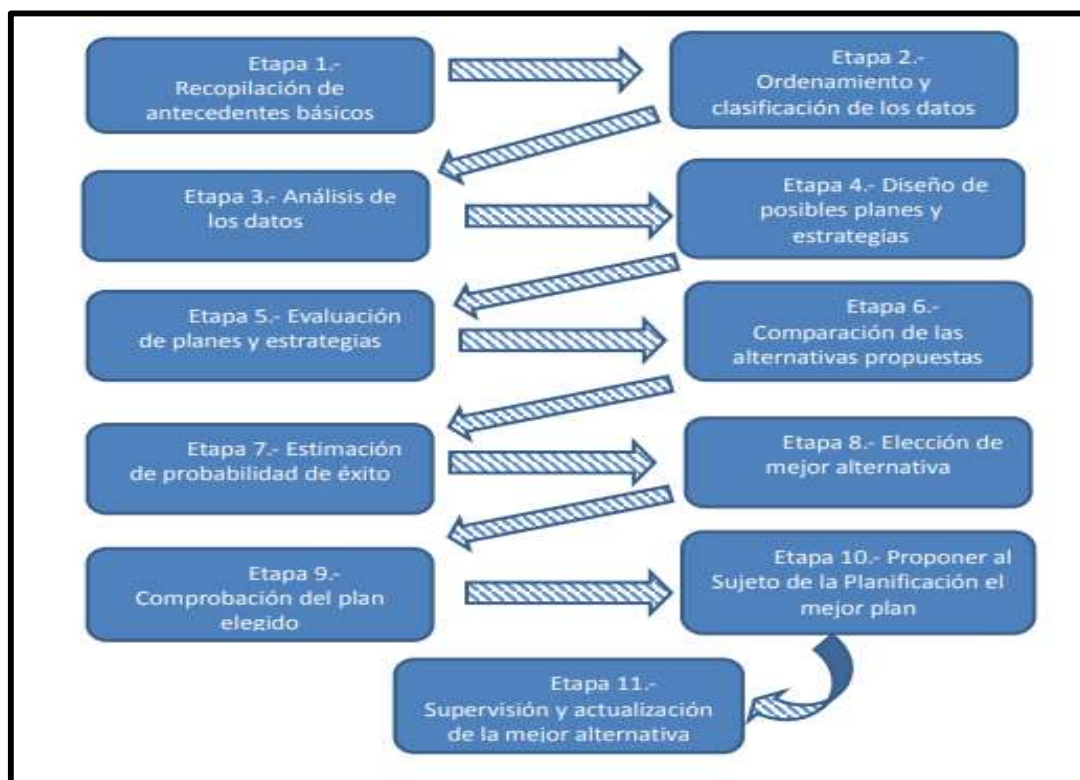 Etapa 1.-
Recopilación de
antecedentes básicos
Etapa 2.-
Ordenamiento y
clasificación de los datos
Etapa 3.- Análisis de
los datos
Etapa 4.- Diseño de
posibles planes y
estrategias
Etapa 5.- Evaluación
de planes y estrategias
Etapa 6.-
Comparación de las
alternativas propuestas
Etapa 7.- Estimación
de probabilidad de éxito
Etapa 8.- Elección de
mejor alternativa
Etapa 9.-
Comprobación del plan
elegido
Etapa 10.- Proponer al
Sujeto de la Planificación el
mejor plan
Etapa 11.-
Supervisión y actualización
de la mejor alternativa